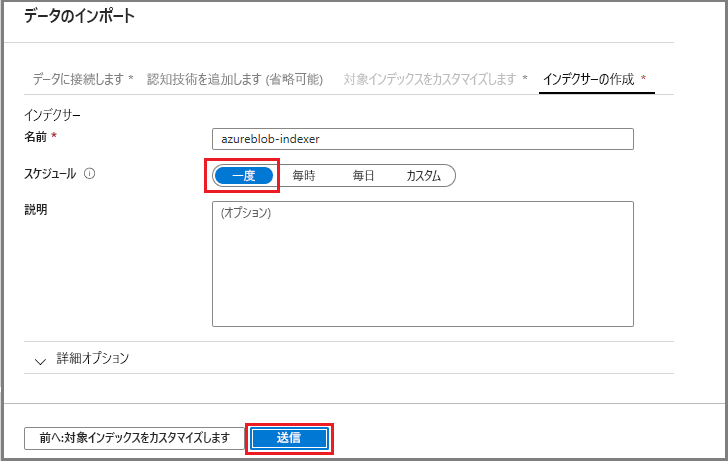 データのインポート
データに接続します * 認知技術を追加します (省略可能) 対象インデックスをカスタマイズします * インデクサーの作成 *
インデクサー
名前 * azureblob-indexer
スケジュール 一度 毎時 毎日 カスタム
説明 (オプション)
詳細オプション
前へ:対象インデックスをカスタマイズします 送信